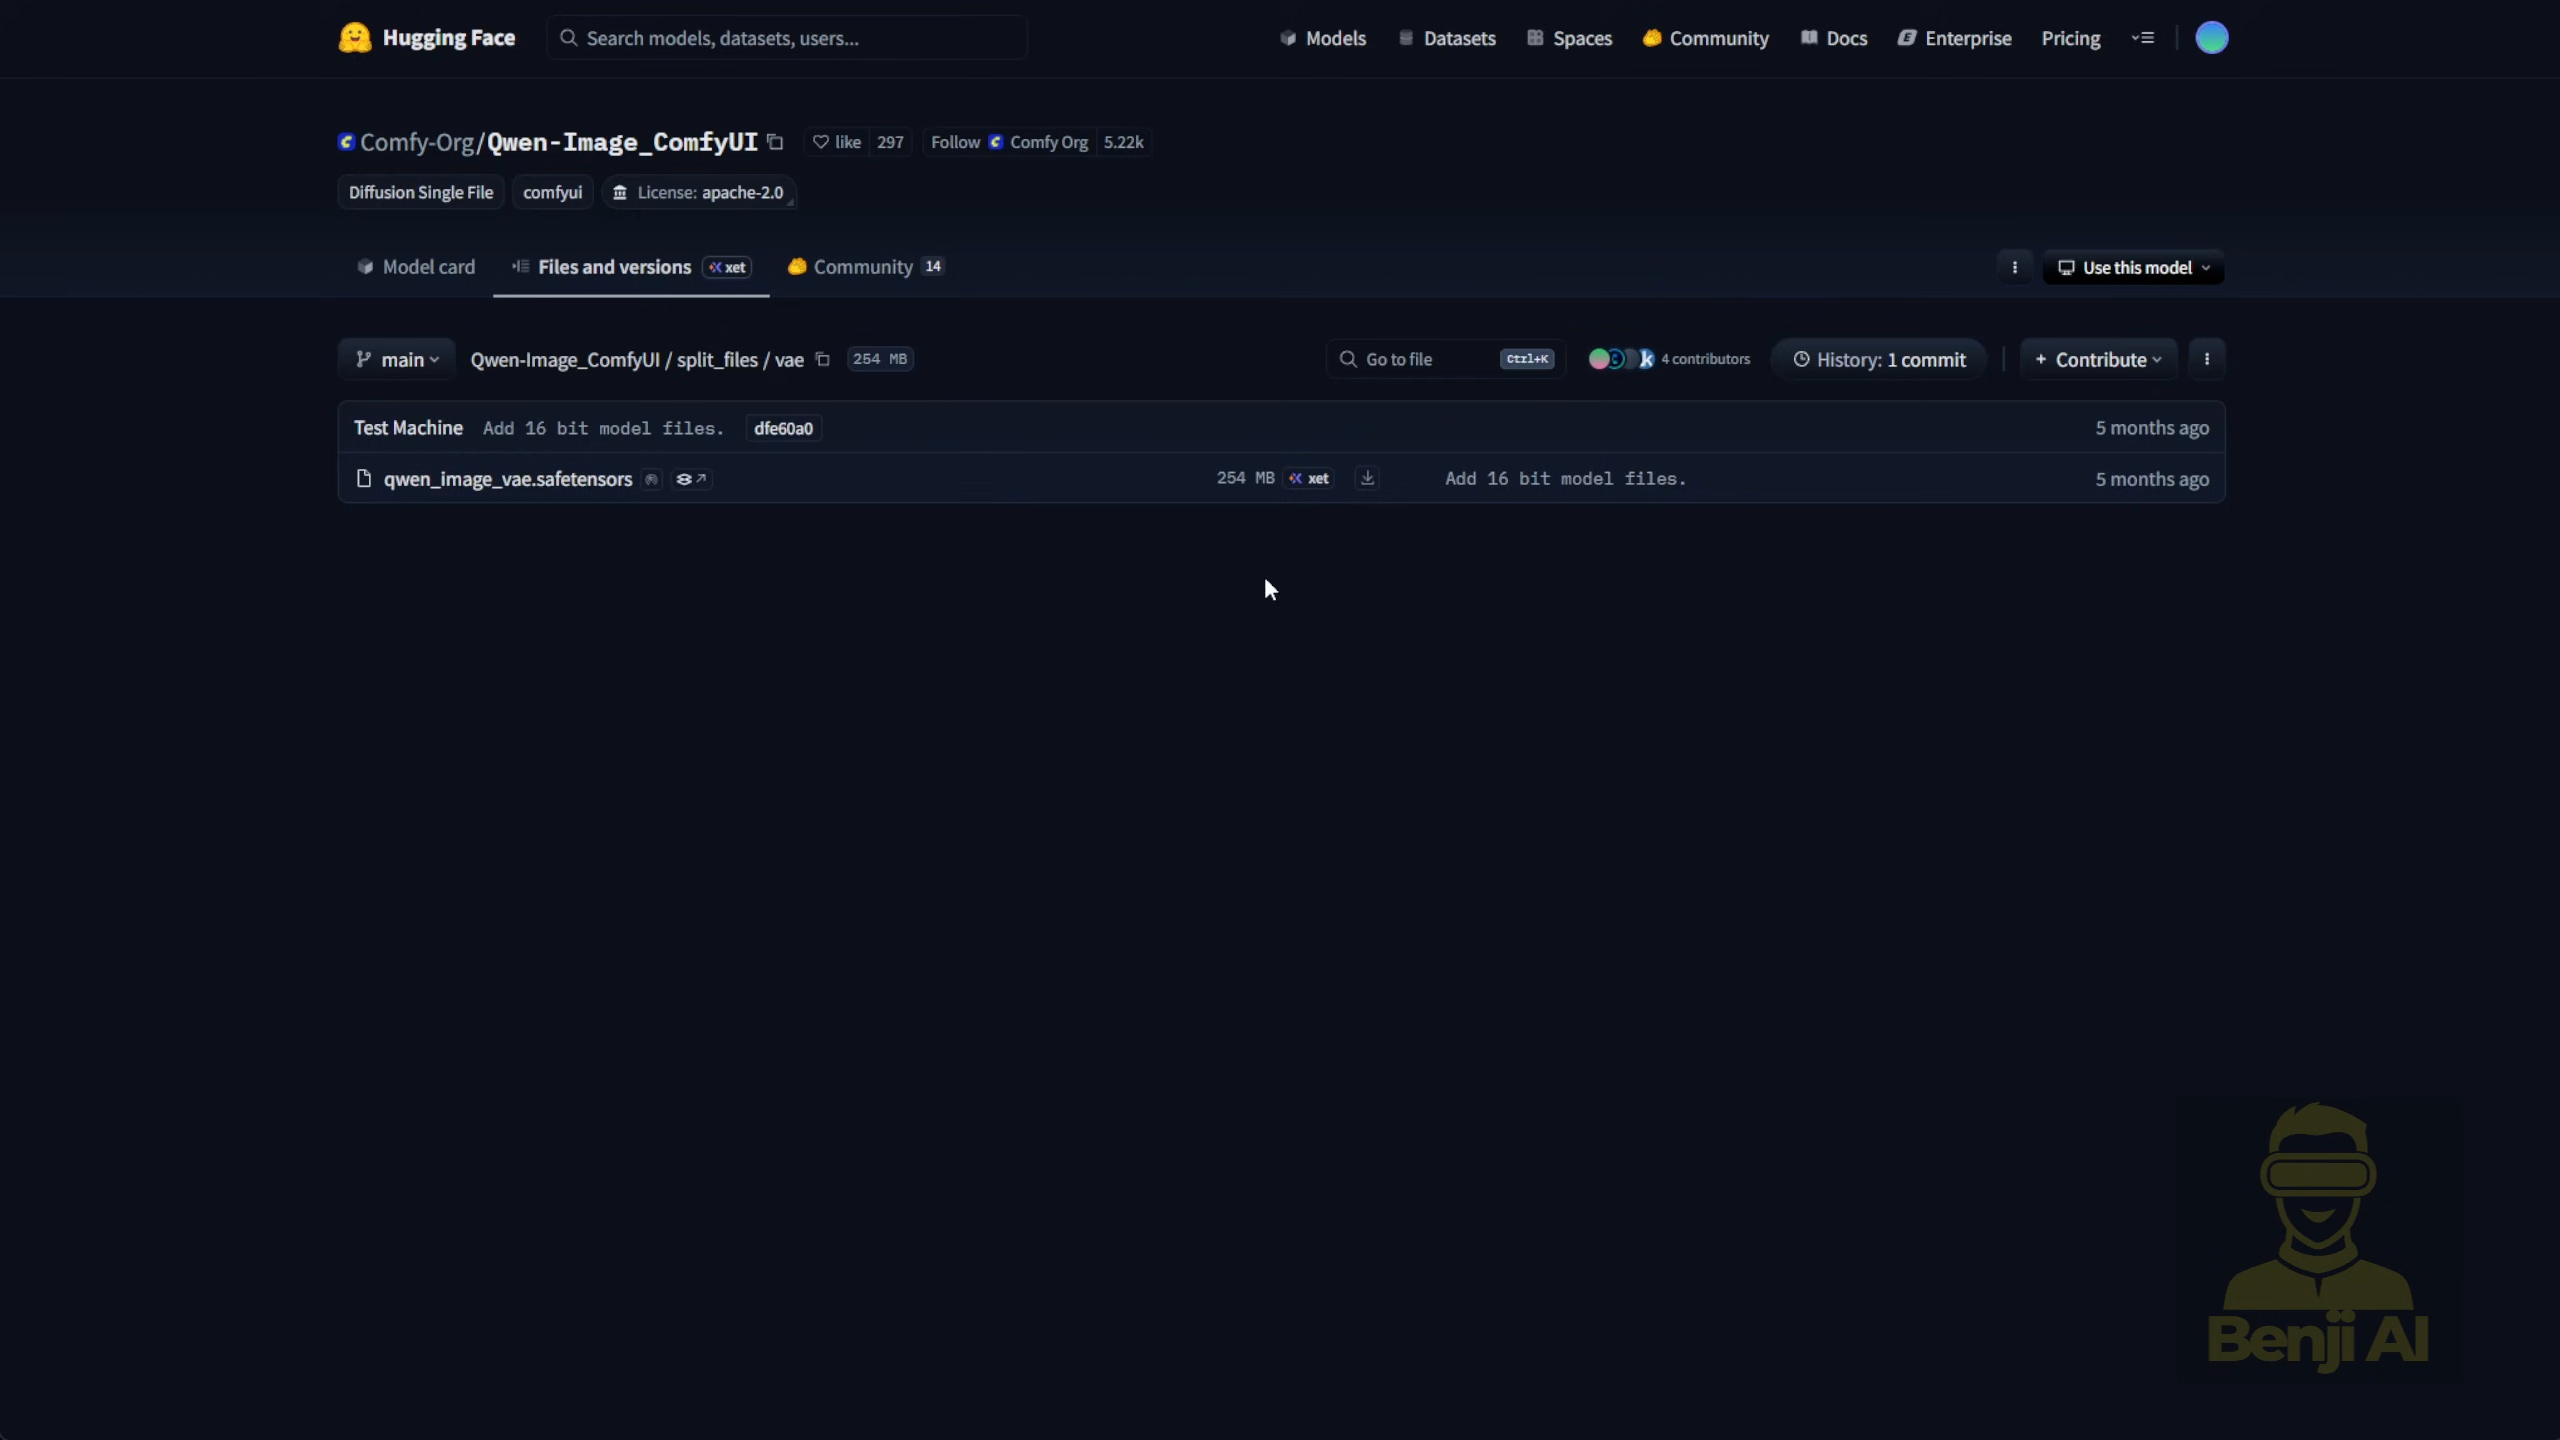 Hugging Face Search models, datasets, users... Models Datasets Spaces Community Docs Enterprise Pricing
Comfy-Org/Qwen-Image_ComfyUI like 297 Follow Comfy Org 5.22k
Diffusion Single File comfyui License: apache-2.0
Model card Files and versions xet Community 14 Use this model
main Qwen-Image_ComfyUI / split_files / vae 254 MB Go to file Ctrl+K k 4 contributors History: 1 commit + Contribute
Test Machine Add 16 bit model files. dfe60a0 5 months ago
qwen_image_vae.safetensors 254 MB xet Add 16 bit model files. 5 months ago
Benji AI